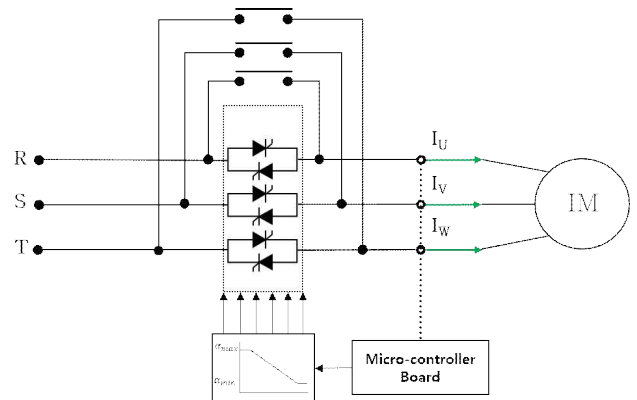 R
I_U
S
I_V
IM
T
I_W
α_max
α_min
Micro-controller
Board